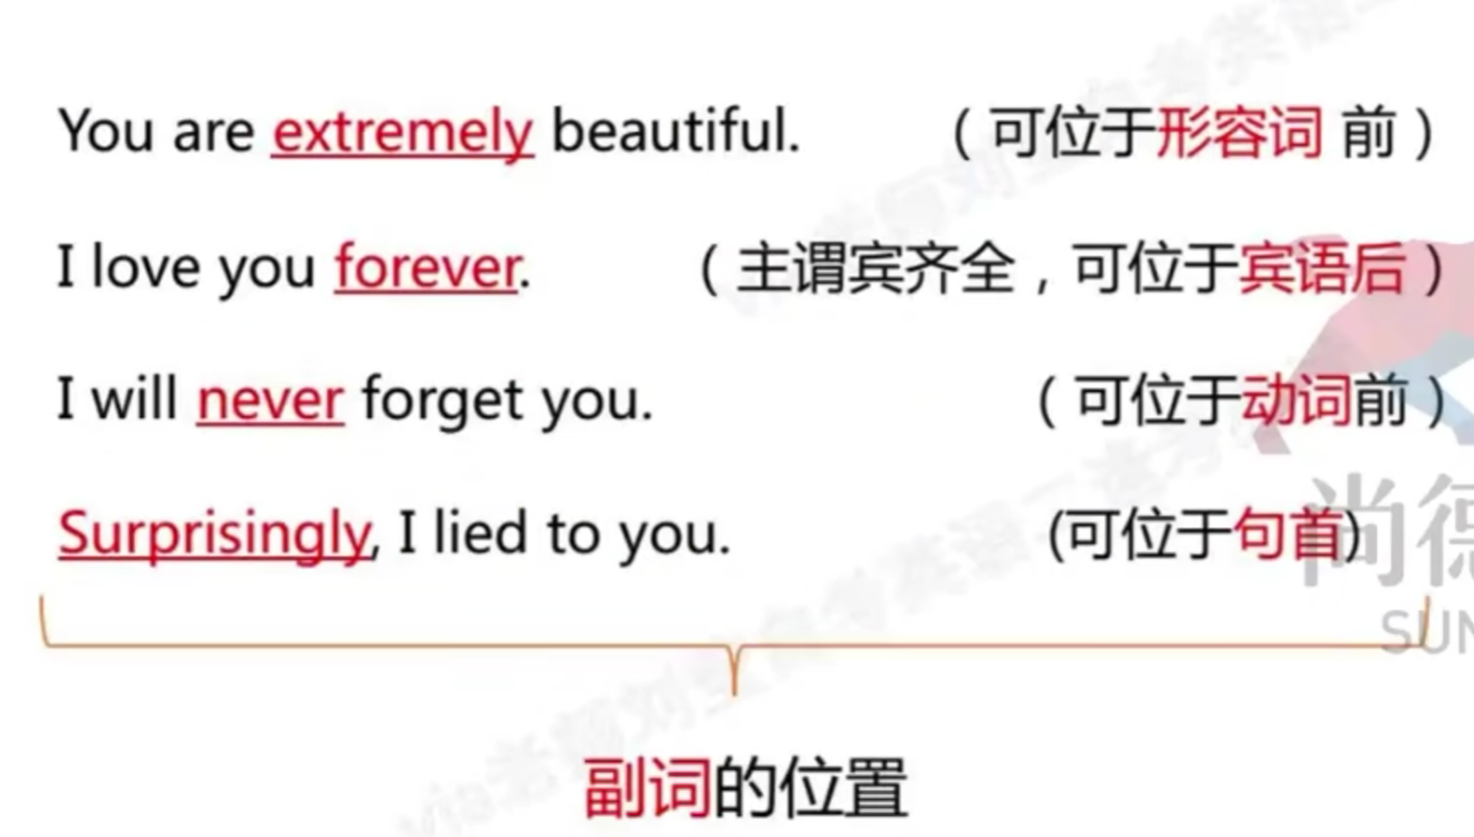 You are extremely beautiful. （可位于形容词 前）
I love you forever. （主谓宾齐全，可位于宾语后）
I will never forget you. （可位于动词前）
Surprisingly, I lied to you. (可位于句首)
尚德
SUN
副词的位置